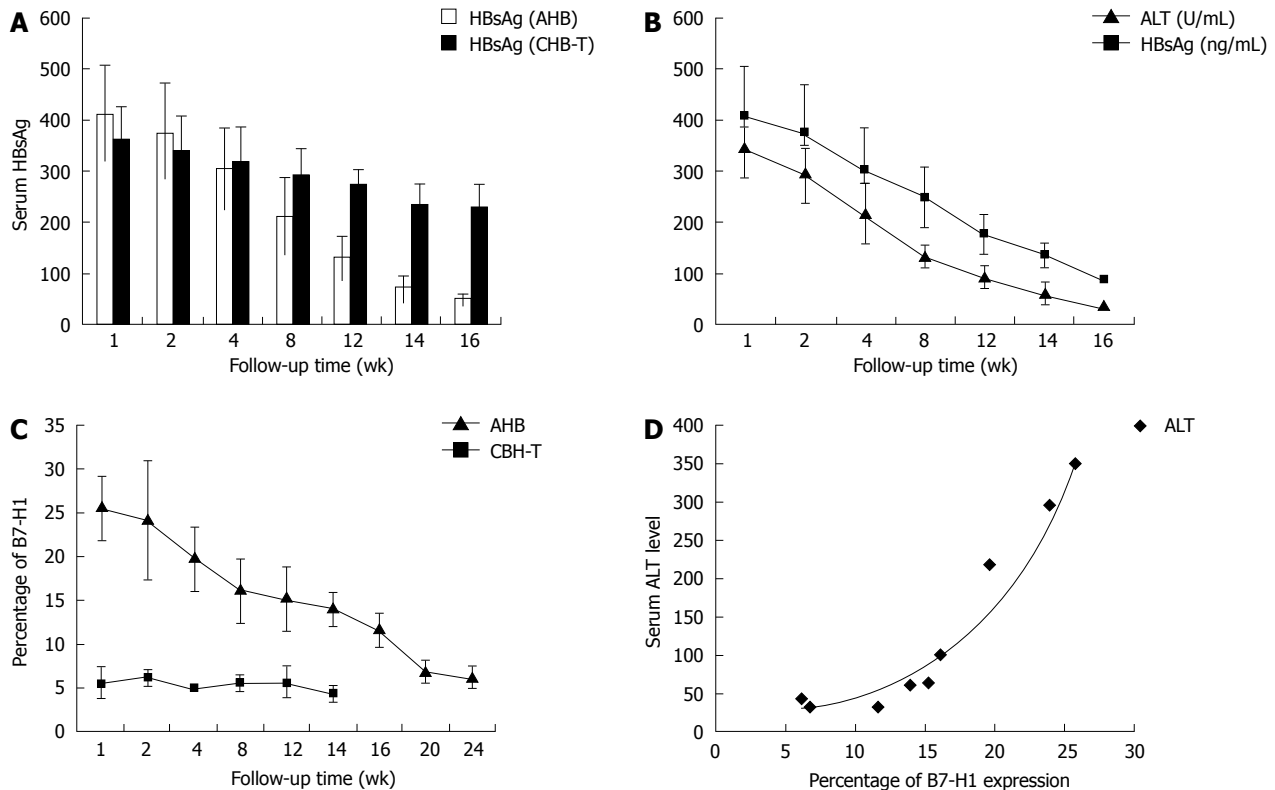 A
HBsAg (AHB)
HBsAg (CHB-T)
Serum HBsAg
600
500
400
300
200
100
0
1 2 4 8 12 14 16
Follow-up time (wk)
B
ALT (U/mL)
HBsAg (ng/mL)
600
500
400
300
200
100
0
1 2 4 8 12 14 16
Follow-up time (wk)
C
AHB
CBH-T
Percentage of B7-H1
35
30
25
20
15
10
5
0
1 2 4 8 12 14 16 20 24
Follow-up time (wk)
D
ALT
Serum ALT level
400
350
300
250
200
150
100
50
0
0 5 10 15 20 25 30
Percentage of B7-H1 expression